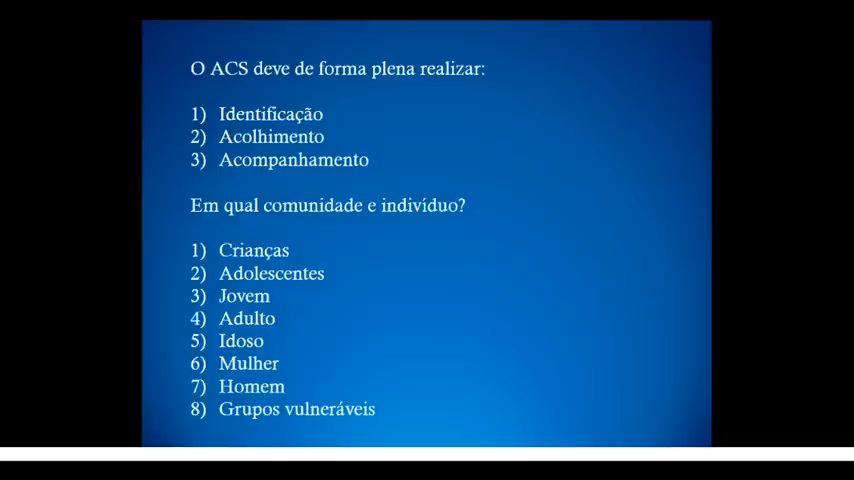 O ACS deve de forma plena realizar:
1) Identificação
2) Acolhimento
3) Acompanhamento
Em qual comunidade e indivíduo?
1) Crianças
2) Adolescentes
3) Jovem
4) Adulto
5) Idoso
6) Mulher
7) Homem
8) Grupos vulneráveis